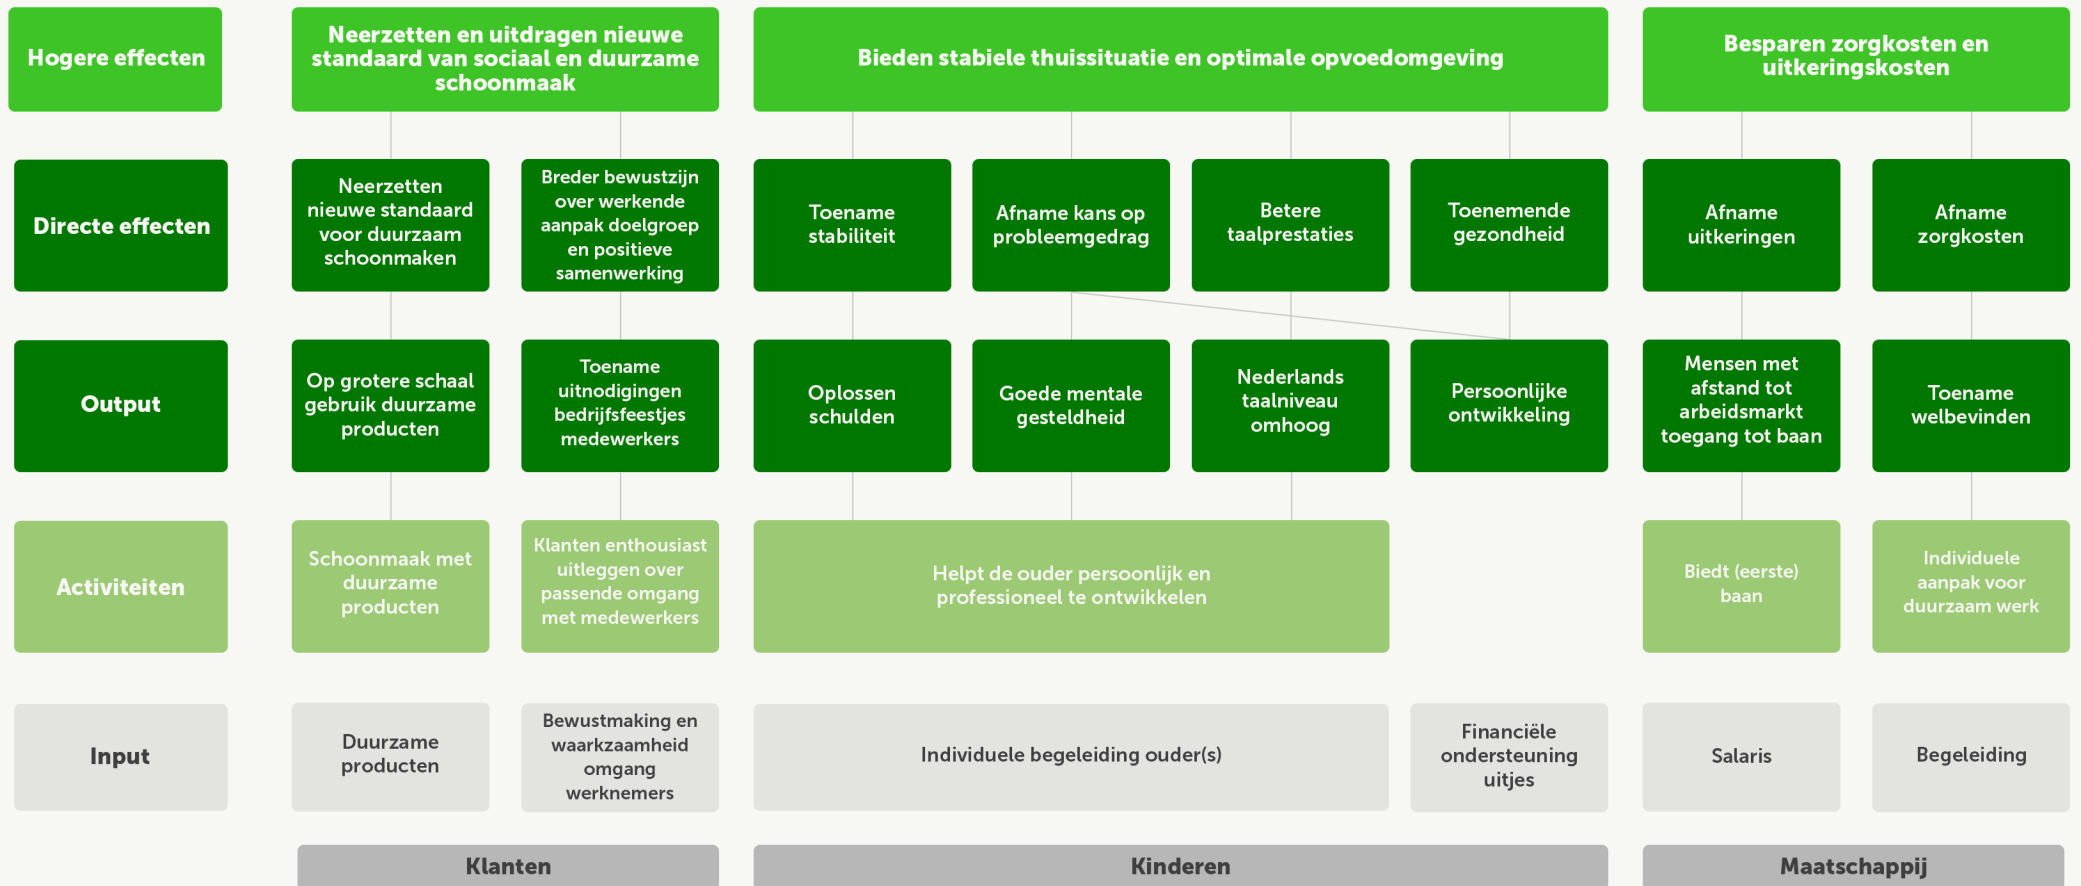 Hogere effecten
Neerzetten en uitdragen nieuwe
standaard van sociaal en duurzame
schoonmaak
Bieden stabiele thuissituatie en optimale opvoedomgeving
Besparen zorgkosten en
uitkeringskosten
Directe effecten
Neerzetten
nieuwe standaard
voor duurzaam
schoonmaken
Breder bewustzijn
over werkende
aanpak doelgroep
en positieve
samenwerking
Toename
stabiliteit
Afname kans op
probleemgedrag
Betere
taalprestaties
Toenemende
gezondheid
Afname
uitkeringen
Afname
zorgkosten
Output
Op grotere schaal
gebruik duurzame
producten
Toename
uitnodigingen
bedrijfsfeestjes
medewerkers
Oplossen
schulden
Goede mentale
gesteldheid
Nederlands
taalniveau
omhoog
Persoonlijke
ontwikkeling
Mensen met
afstand tot
arbeidsmarkt
toegang tot baan
Toename
welbevinden
Activiteiten
Schoonmaak met
duurzame
producten
Klanten enthousiast
uitleggen over
passende omgang
met medewerkers
Helpt de ouder persoonlijk en
professioneel te ontwikkelen
Biedt (eerste)
baan
Individuele
aanpak voor
duurzaam werk
Input
Duurzame
producten
Bewustmaking en
waarkzaamheid
omgang
werknemers
Individuele begeleiding ouder(s)
Financiële
ondersteuning
uitjes
Salaris
Begeleiding
Klanten
Kinderen
Maatschappij